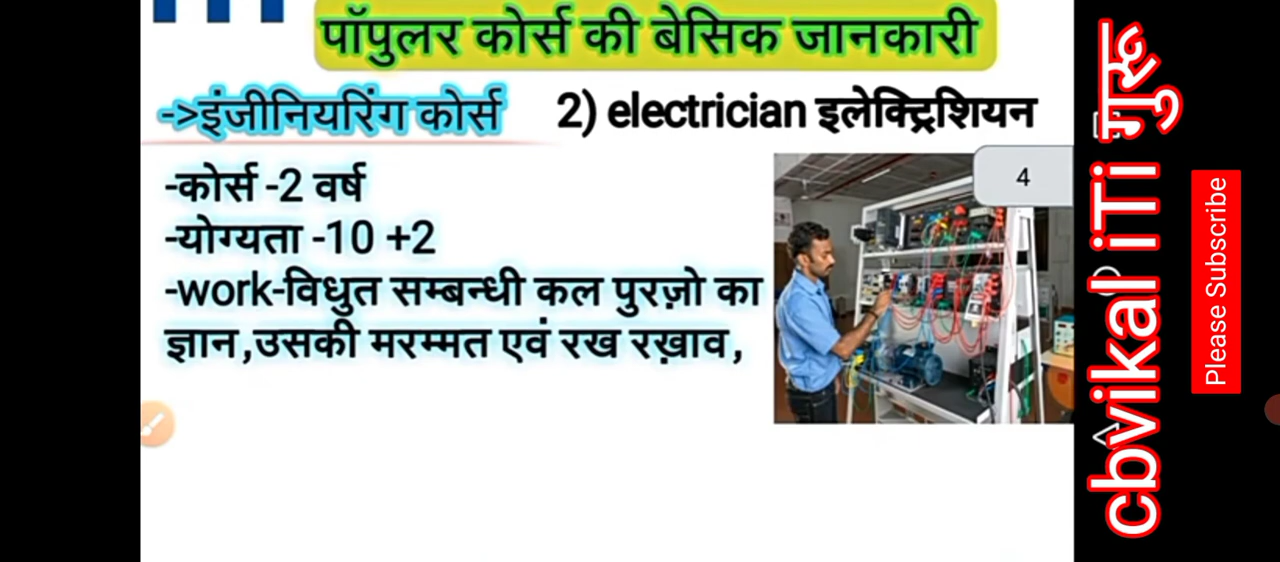 पॉपुलर कोर्स की बेसिक जानकारी
->इंजीनियरिंग कोर्स
2) electrician इलेक्ट्रिशियन
-कोर्स -2 वर्ष
-योग्यता -10 +2
-work-विधुत सम्बन्धी कल पुरज़ो का
ज्ञान,उसकी मरम्मत एवं रख रख़ाव,
4
cbvikal iTi गुरू
Please Subscribe